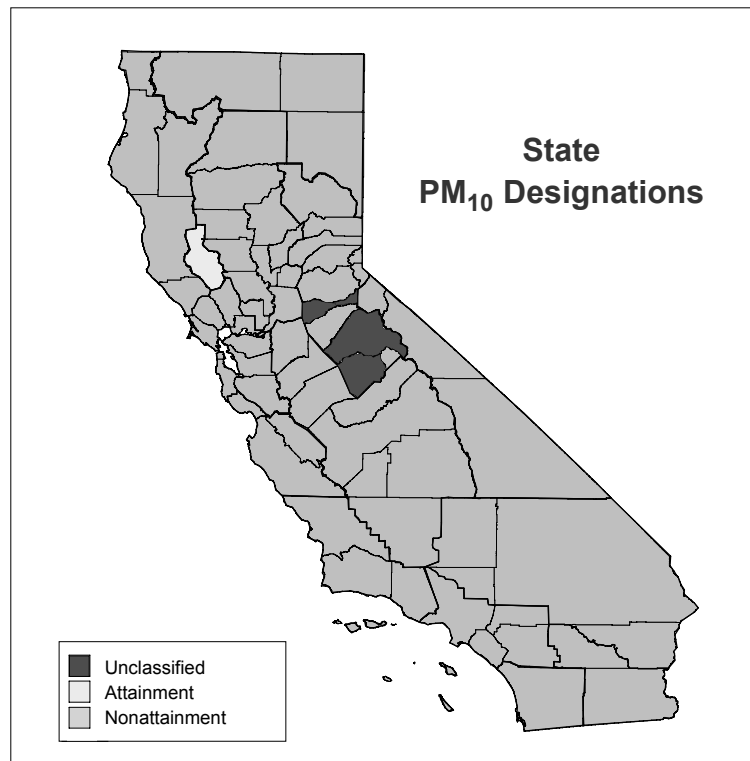 State
PM₁₀ Designations
Unclassified
Attainment
Nonattainment